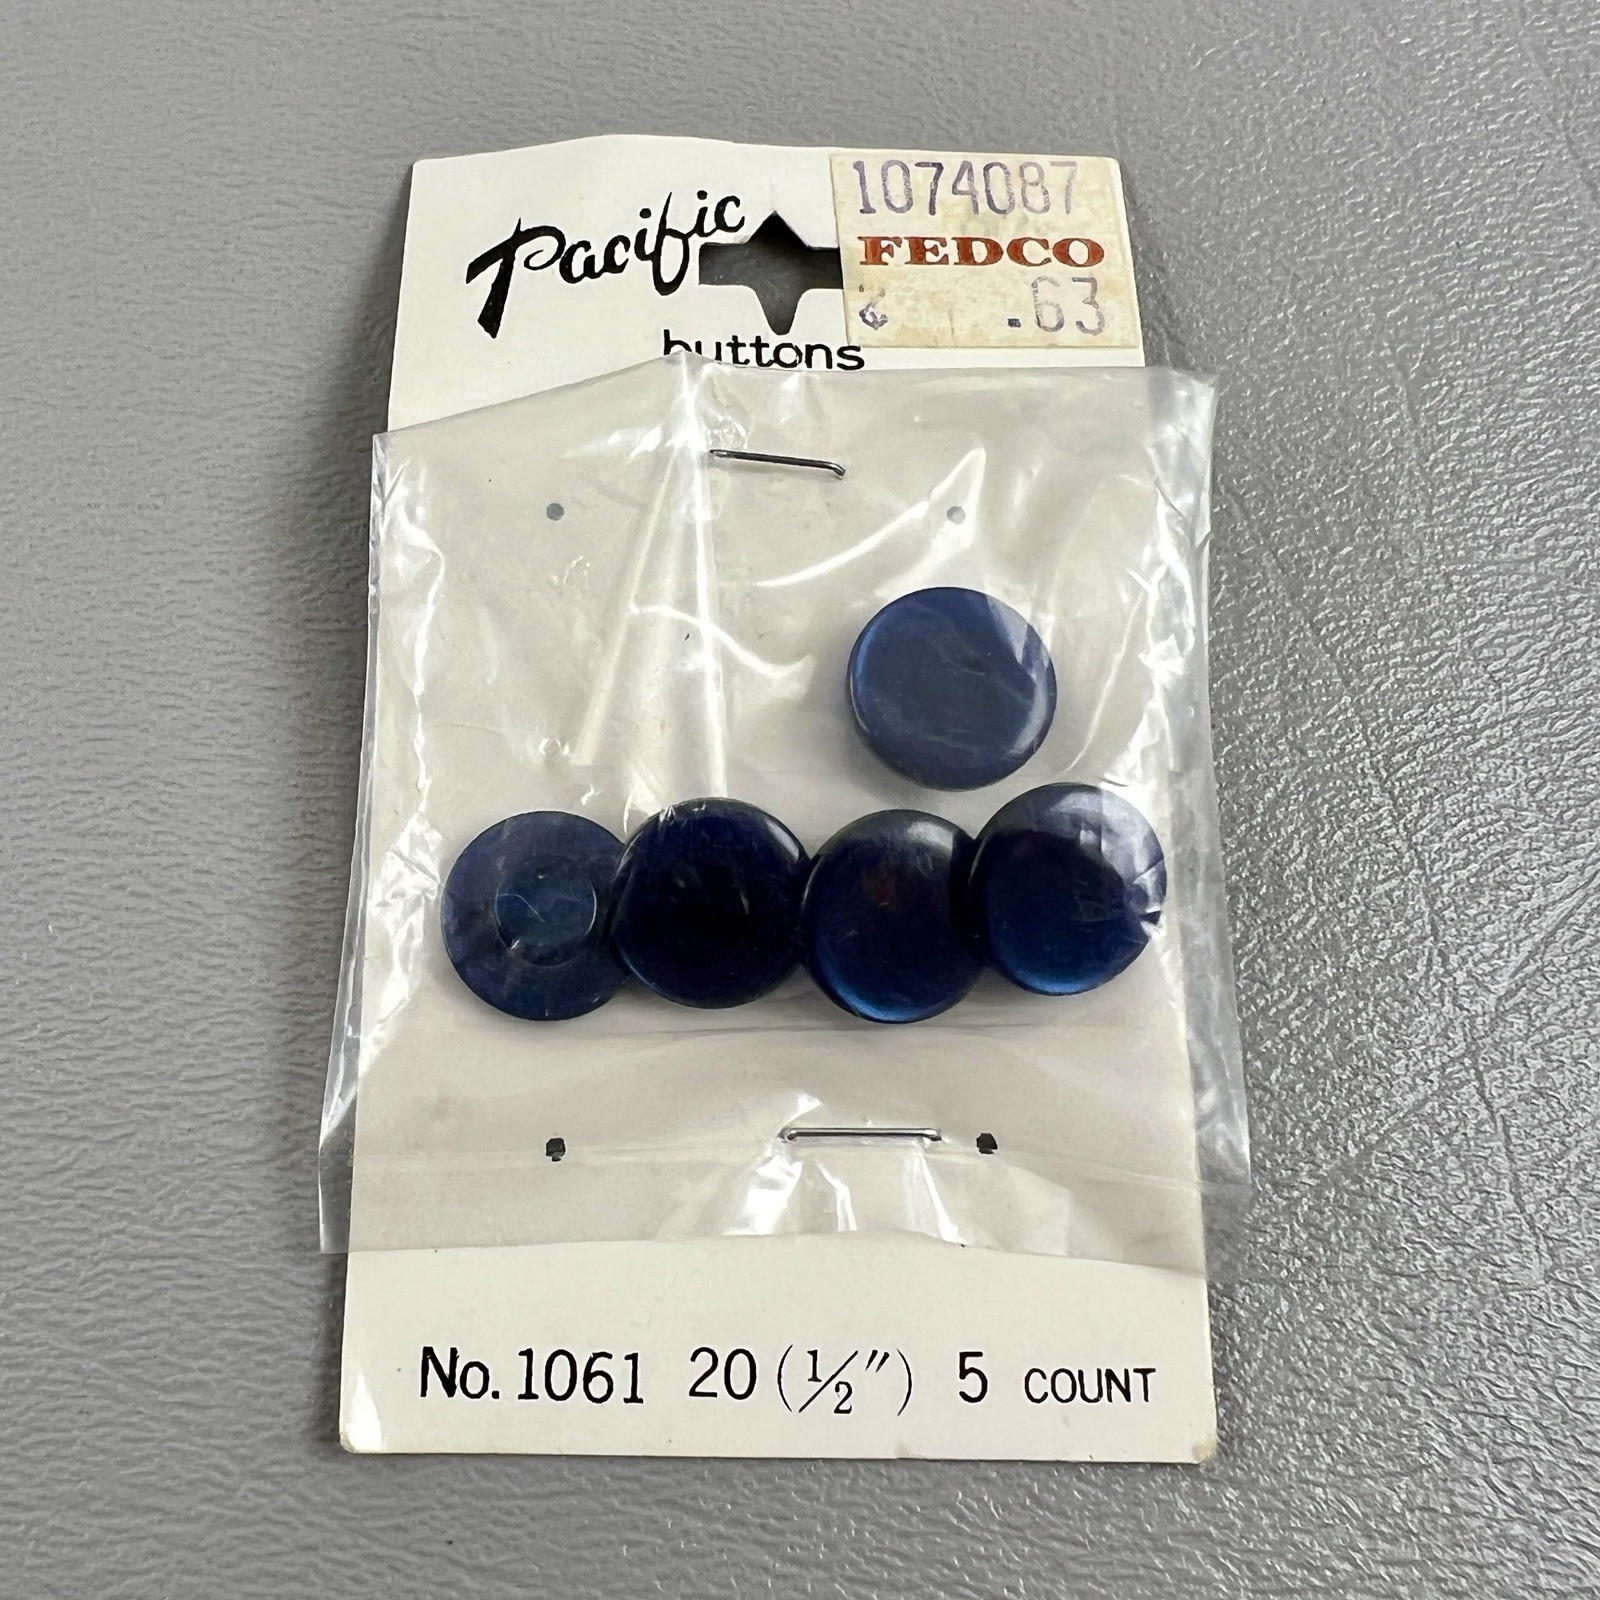 Pacific
buttons
1074087
FEDCO
.63
No. 1061 20 (1/2") 5 COUNT